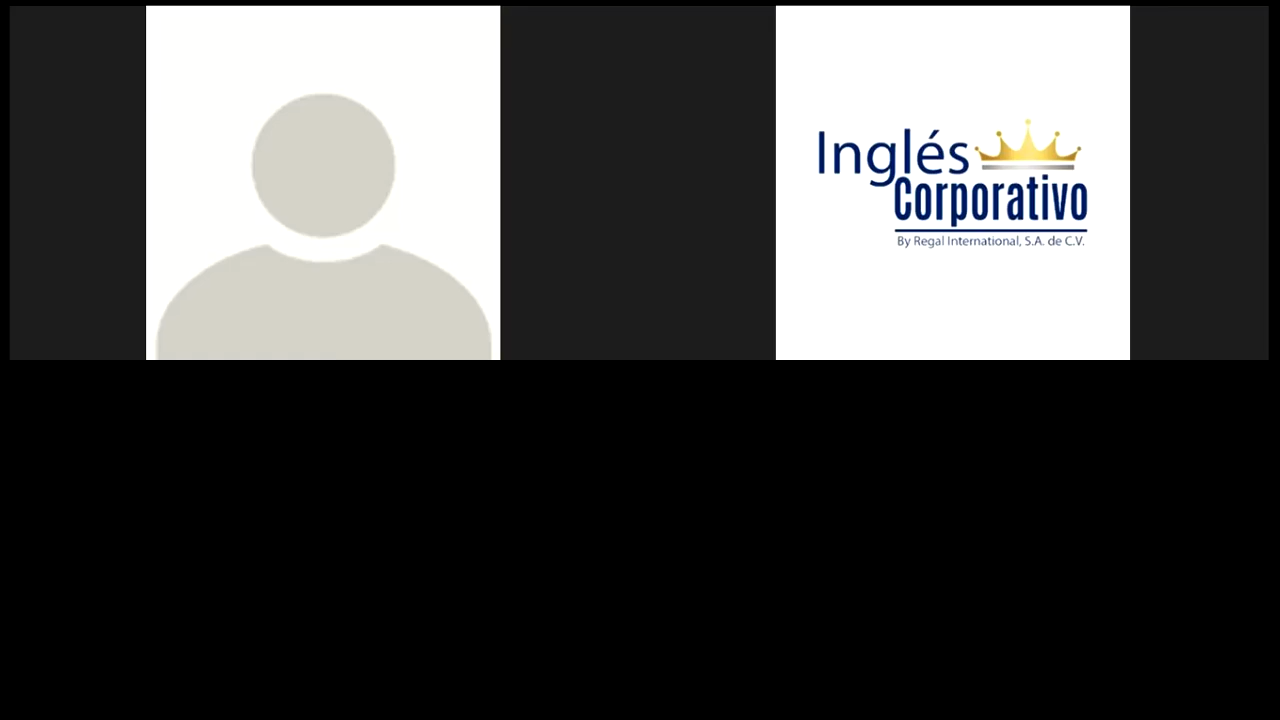 Inglés
Corporativo
By Regal International, S.A. de C.V.